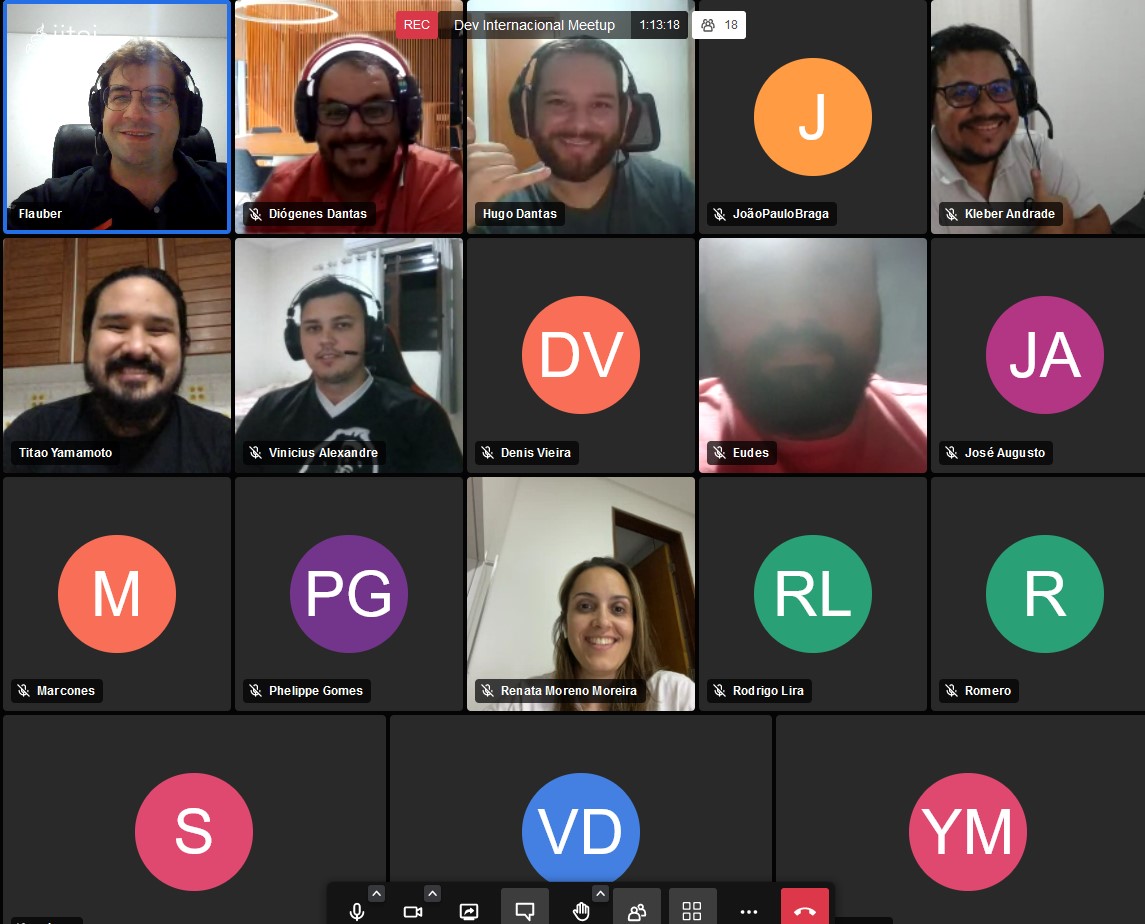 jitsi
REC
Dev Internacional Meetup
1:13:18
18
Flauber
Diógenes Dantas
Hugo Dantas
J
JoãoPauloBraga
Kleber Andrade
Titao Yamamoto
Vinicius Alexandre
DV
Denis Vieira
Eudes
JA
José Augusto
M
Marcones
PG
Phelippe Gomes
Renata Moreno Moreira
RL
Rodrigo Lira
R
Romero
S
VD
YM